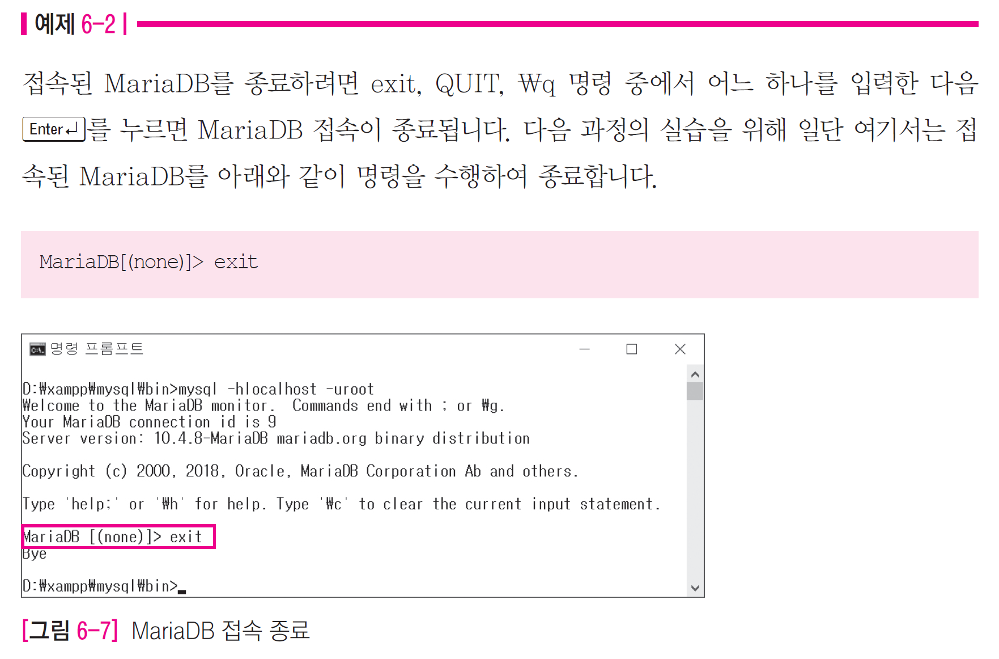 예제 6-2
접속된 MariaDB를 종료하려면 exit, QUIT, ₩q 명령 중에서 어느 하나를 입력한 다음
Enter↵를 누르면 MariaDB 접속이 종료됩니다. 다음 과정의 실습을 위해 일단 여기서는 접
속된 MariaDB를 아래와 같이 명령을 수행하여 종료합니다.
MariaDB[(none)]> exit
명령 프롬프트
D:₩xampp₩mysql₩bin>mysql -hlocalhost -uroot
Welcome to the MariaDB monitor.  Commands end with ; or ₩g.
Your MariaDB connection id is 9
Server version: 10.4.8-MariaDB mariadb.org binary distribution
Copyright (c) 2000, 2018, Oracle, MariaDB Corporation Ab and others.
Type 'help;' or '₩h' for help. Type '₩c' to clear the current input statement.
MariaDB [(none)]> exit
Bye
D:₩xampp₩mysql₩bin>
[그림 6-7] MariaDB 접속 종료